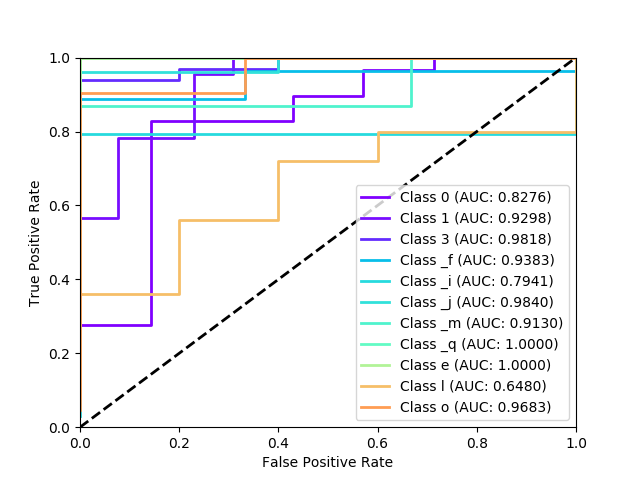 1.0
0.8
0.6
0.4
0.2
0.0
True Positive Rate
Class 0 (AUC: 0.8276)
Class 1 (AUC: 0.9298)
Class 3 (AUC: 0.9818)
Class _f (AUC: 0.9383)
Class _i (AUC: 0.7941)
Class _j (AUC: 0.9840)
Class _m (AUC: 0.9130)
Class _q (AUC: 1.0000)
Class e (AUC: 1.0000)
Class l (AUC: 0.6480)
Class o (AUC: 0.9683)
0.0 0.2 0.4 0.6 0.8 1.0
False Positive Rate